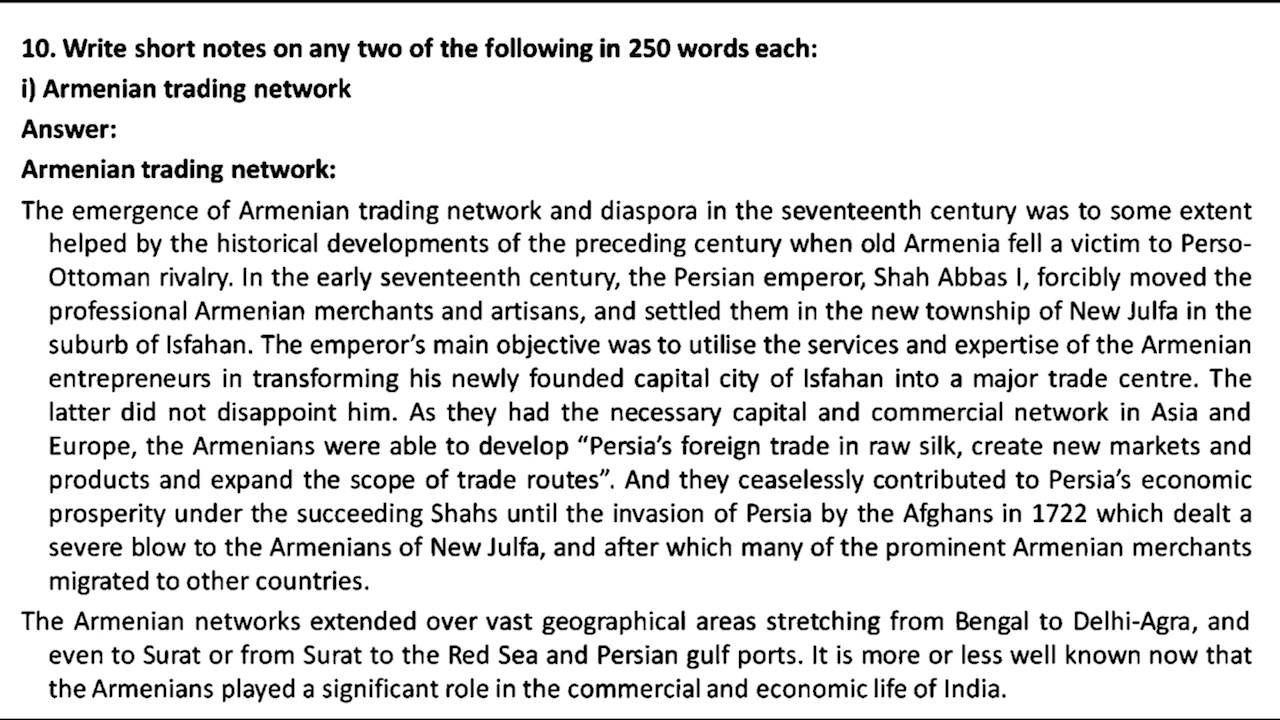 10. Write short notes on any two of the following in 250 words each:
i) Armenian trading network
Answer:
Armenian trading network:
The emergence of Armenian trading network and diaspora in the seventeenth century was to some extent
helped by the historical developments of the preceding century when old Armenia fell a victim to Perso-
Ottoman rivalry. In the early seventeenth century, the Persian emperor, Shah Abbas I, forcibly moved the
professional Armenian merchants and artisans, and settled them in the new township of New Julfa in the
suburb of Isfahan. The emperor’s main objective was to utilise the services and expertise of the Armenian
entrepreneurs in transforming his newly founded capital city of Isfahan into a major trade centre. The
latter did not disappoint him. As they had the necessary capital and commercial network in Asia and
Europe, the Armenians were able to develop “Persia’s foreign trade in raw silk, create new markets and
products and expand the scope of trade routes”. And they ceaselessly contributed to Persia’s economic
prosperity under the succeeding Shahs until the invasion of Persia by the Afghans in 1722 which dealt a
severe blow to the Armenians of New Julfa, and after which many of the prominent Armenian merchants
migrated to other countries.
The Armenian networks extended over vast geographical areas stretching from Bengal to Delhi-Agra, and
even to Surat or from Surat to the Red Sea and Persian gulf ports. It is more or less well known now that
the Armenians played a significant role in the commercial and economic life of India.